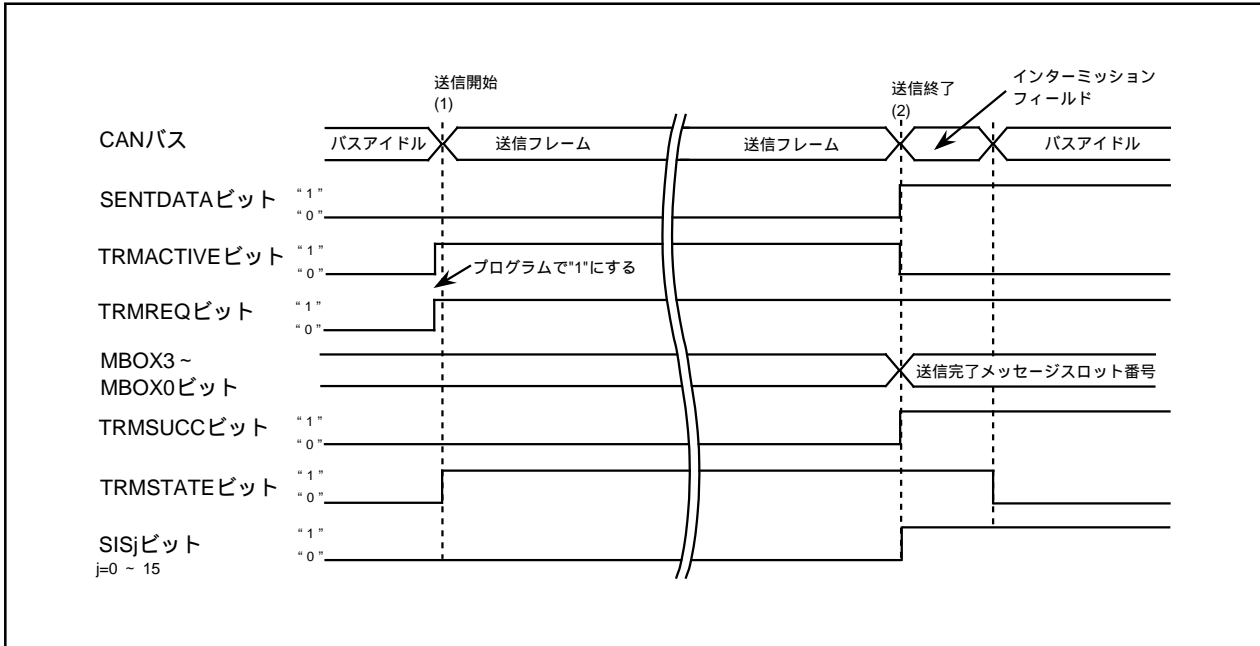 送信開始
(1)
送信終了
(2)
インターミッション
フィールド
CANバス
バスアイドル
送信フレーム
送信フレーム
バスアイドル
SENTDATAビット
“1”
“0”
TRMACTIVEビット
“1”
“0”
プログラムで"1"にする
TRMREQビット
“1”
“0”
MBOX3 ~
MBOX0ビット
送信完了メッセージスロット番号
TRMSUCCビット
“1”
“0”
TRMSTATEビット
“1”
“0”
SISjビット
j=0 ~ 15
“1”
“0”